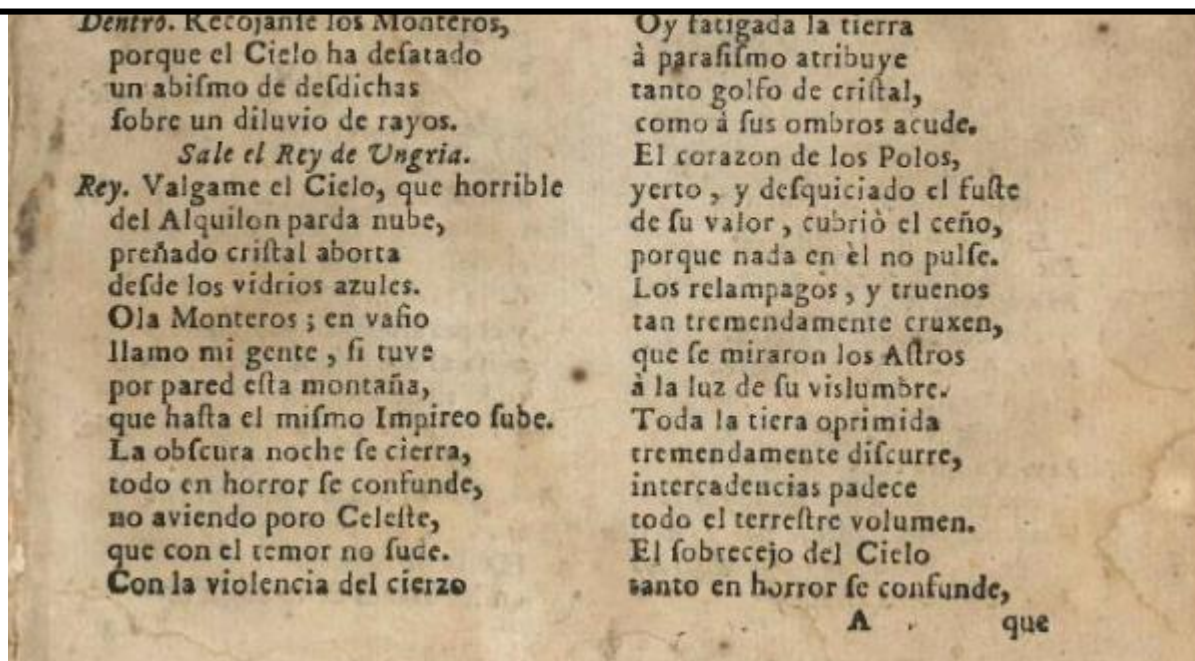 Dentro. Recojanse los Monteros,
porque el Cielo ha deſatado
un abiſmo de deſdichas
ſobre un diluvio de rayos.
Sale el Rey de Ungria.
Rey. Valgame el Cielo, que horrible
del Alquilon parda nube,
preñado criſtal aborta
deſde los vidrios azules.
Ola Monteros; en vaño
llamo mi gente, ſi tuve
por pared eſta montaña,
que haſta el miſmo Impireo ſube.
La obſcura noche ſe cierra,
todo en horror ſe confunde,
no aviendo poro Celeſte,
que con el temor no ſude.
Con la violencia del cierzo
Oy fatigada la tierra
à paraſiſmo atribuye
tanto golfo de criſtal,
como à ſus ombros acude.
El corazon de los Polos,
yerto, y deſquiciado el fuſte
de ſu valor, cubriò el ceño,
porque nada en èl no pulſe.
Los relampagos, y truenos
tan tremendamente cruxen,
que ſe miraron los Aſtros
à la luz de ſu vislumbre.
Toda la tiera oprimida
tremendamente diſcurre,
intercadencias padece
todo el terreſtre volumen.
El ſobrecejo del Cielo
tanto en horror ſe confunde,
A que